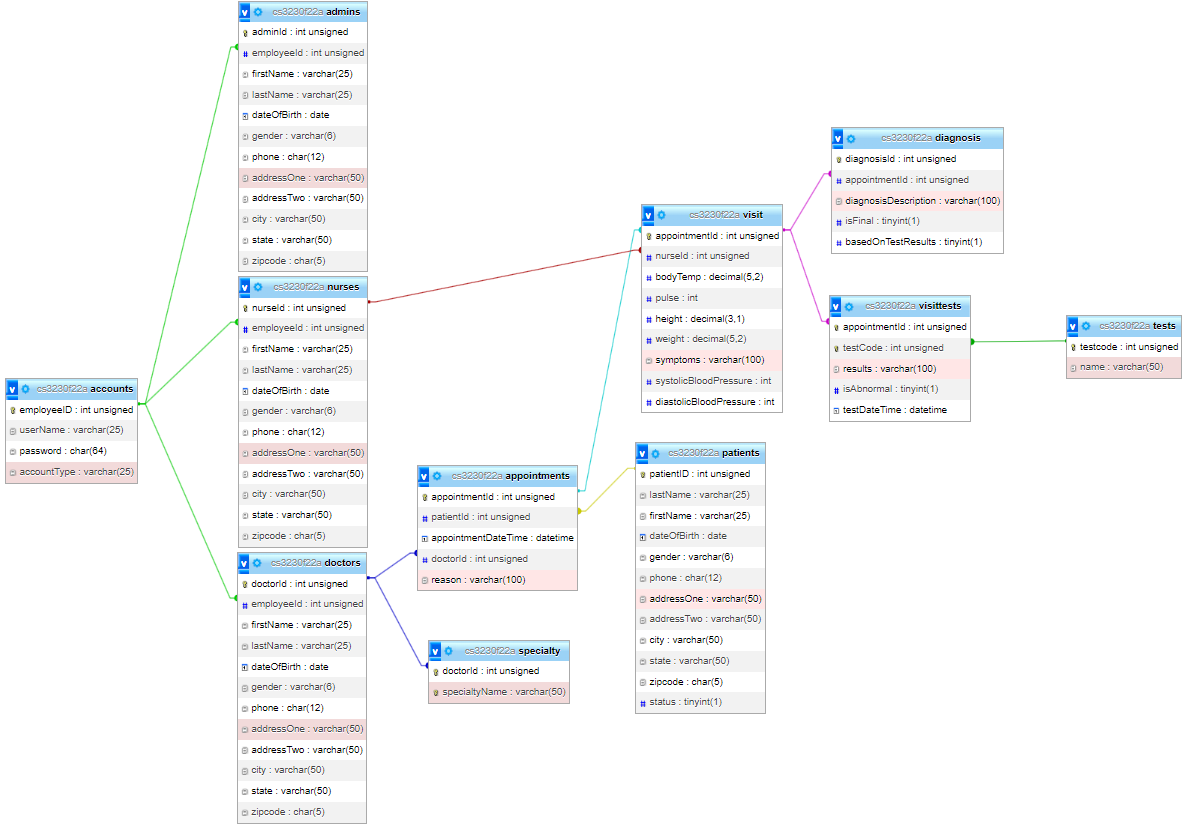 cs3230f22a admins
adminId : int unsigned
employeeId : int unsigned
firstName : varchar(25)
lastName : varchar(25)
dateOfBirth : date
gender : varchar(6)
phone : char(12)
addressOne : varchar(50)
addressTwo : varchar(50)
city : varchar(50)
state : varchar(50)
zipcode : char(5)
cs3230f22a nurses
nurseId : int unsigned
employeeId : int unsigned
firstName : varchar(25)
lastName : varchar(25)
dateOfBirth : date
gender : varchar(6)
phone : char(12)
addressOne : varchar(50)
addressTwo : varchar(50)
city : varchar(50)
state : varchar(50)
zipcode : char(5)
cs3230f22a accounts
employeeID : int unsigned
userName : varchar(25)
password : char(64)
accountType : varchar(25)
cs3230f22a doctors
doctorId : int unsigned
employeeId : int unsigned
firstName : varchar(25)
lastName : varchar(25)
dateOfBirth : date
gender : varchar(6)
phone : char(12)
addressOne : varchar(50)
addressTwo : varchar(50)
city : varchar(50)
state : varchar(50)
zipcode : char(5)
cs3230f22a appointments
appointmentId : int unsigned
patientId : int unsigned
appointmentDateTime : datetime
doctorId : int unsigned
reason : varchar(100)
cs3230f22a specialty
doctorId : int unsigned
specialtyName : varchar(50)
cs3230f22a visit
appointmentId : int unsigned
nurseId : int unsigned
bodyTemp : decimal(5,2)
pulse : int
height : decimal(3,1)
weight : decimal(5,2)
symptoms : varchar(100)
systolicBloodPressure : int
diastolicBloodPressure : int
cs3230f22a patients
patientID : int unsigned
lastName : varchar(25)
firstName : varchar(25)
dateOfBirth : date
gender : varchar(6)
phone : char(12)
addressOne : varchar(50)
addressTwo : varchar(50)
city : varchar(50)
state : varchar(50)
zipcode : char(5)
status : tinyint(1)
cs3230f22a diagnosis
diagnosisId : int unsigned
appointmentId : int unsigned
diagnosisDescription : varchar(100)
isFinal : tinyint(1)
basedOnTestResults : tinyint(1)
cs3230f22a visittests
appointmentId : int unsigned
testCode : int unsigned
results : varchar(100)
isAbnormal : tinyint(1)
testDateTime : datetime
cs3230f22a tests
testcode : int unsigned
name : varchar(50)